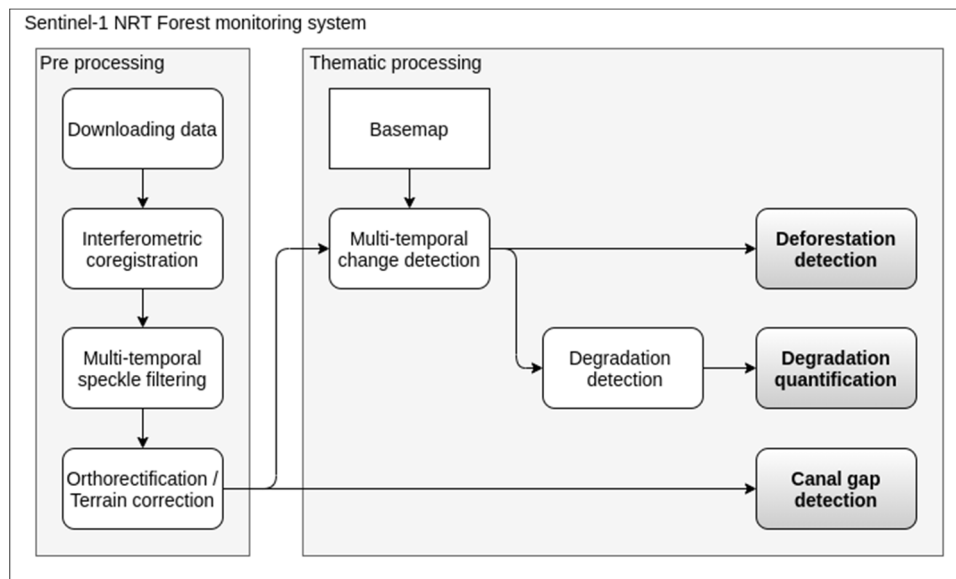 Sentinel-1 NRT Forest monitoring system
Pre processing
Downloading data
Interferometric
coregistration
Multi-temporal
speckle filtering
Orthorectification /
Terrain correction
Thematic processing
Basemap
Multi-temporal
change detection
Deforestation
detection
Degradation
detection
Degradation
quantification
Canal gap
detection